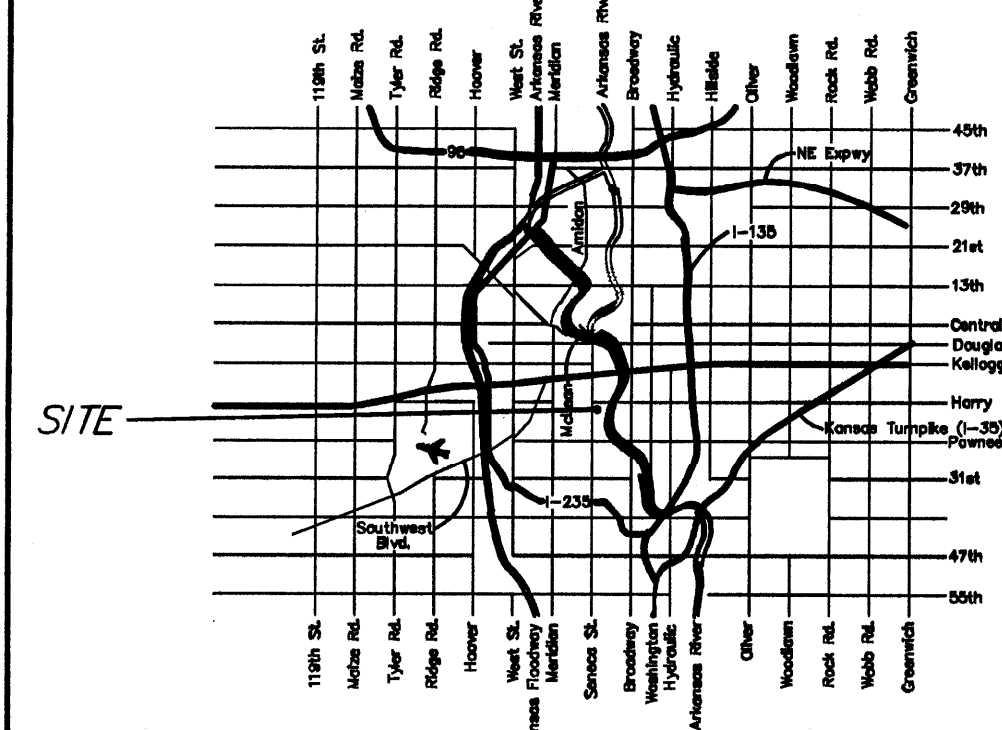 119th St.
Maize Rd.
Tyler Rd.
Ridge Rd.
Hoover
West St.
Arkansas River
Meridian
Arkansas River
Broadway
Hydraulic
Hillside
Oliver
Woodlawn
Rock Rd.
Webb Rd.
Greenwich
45th
96
NE Expwy
37th
29th
Amidon
I-135
21st
13th
Central
Douglas
Kellogg
SITE
McLean
Harry
Kansas Turnpike (I-35)
Pawnee
31st
I-235
Southwest
Blvd.
47th
55th
119th St.
Maize Rd.
Tyler Rd.
Ridge Rd.
Hoover
West St.
nsas Floodway
Meridian
Seneca St.
Broadway
Washington
Hydraulic
Arkansas River
Oliver
Woodlawn
Rock Rd.
Webb Rd.
Greenwich